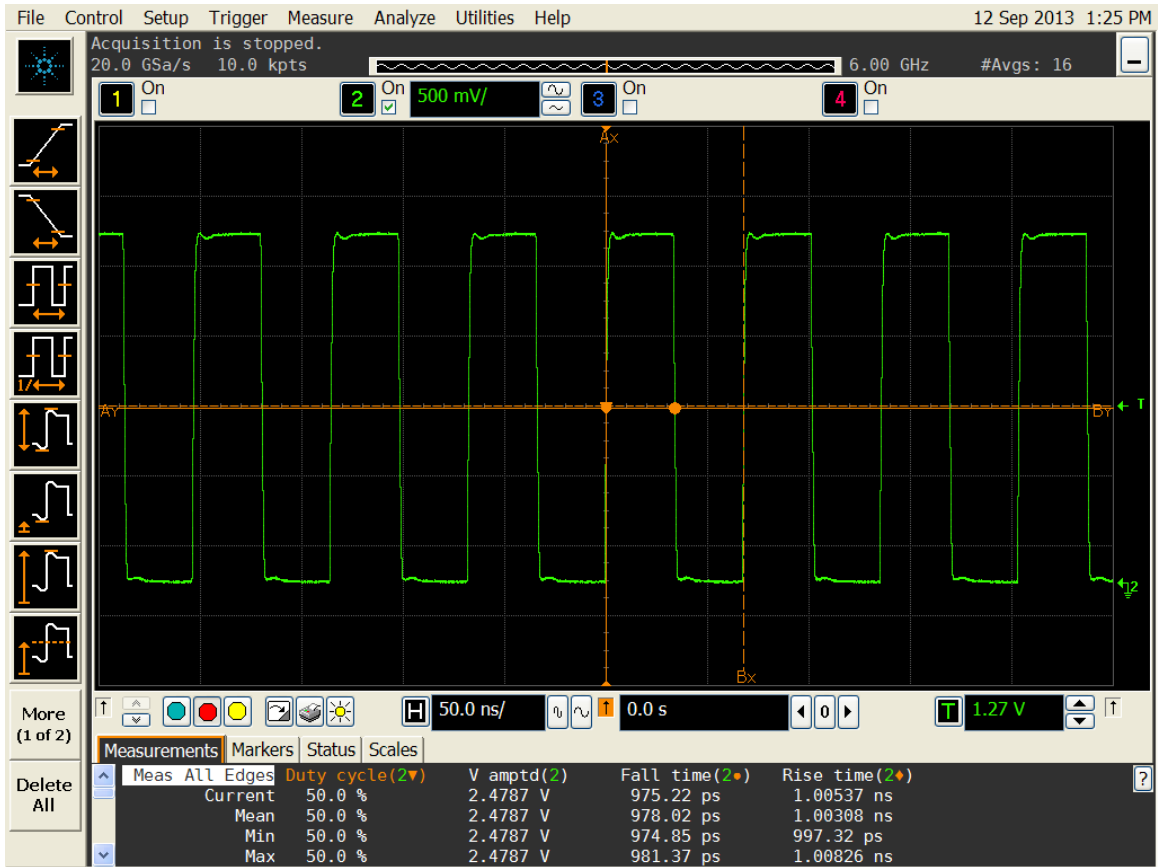 File Control Setup Trigger Measure Analyze Utilities Help 12 Sep 2013 1:25 PM
Acquisition is stopped.
20.0 GSa/s 10.0 kpts 6.00 GHz #Avgs: 16
1 On 2 On 500 mV/ 3 On 4 On
Ax
1/
AY BY T
2
Bx
More
(1 of 2)
Delete
All
H 50.0 ns/ 0.0 s 0 T 1.27 V
Measurements Markers Status Scales
Meas All Edges Duty cycle(2▼) V amptd(2) Fall time(2●) Rise time(2♦) ?
Current 50.0 % 2.4787 V 975.22 ps 1.00537 ns
Mean 50.0 % 2.4787 V 978.02 ps 1.00308 ns
Min 50.0 % 2.4787 V 974.85 ps 997.32 ps
Max 50.0 % 2.4787 V 981.37 ps 1.00826 ns